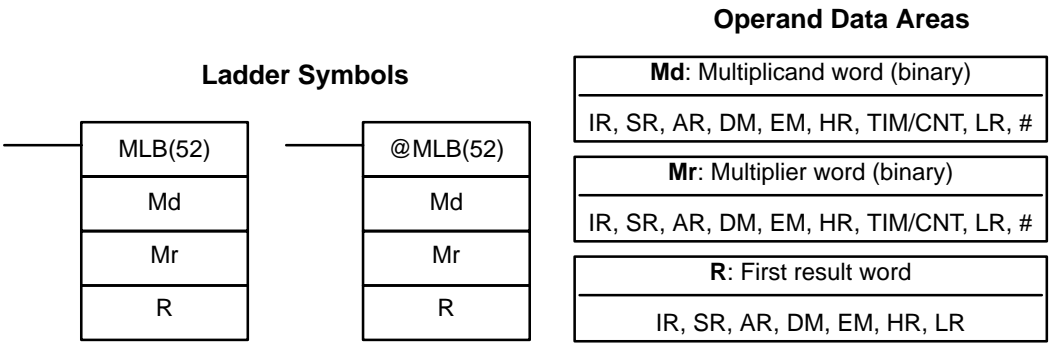 Operand Data Areas
Ladder Symbols
MLB(52)
Md
Mr
R
@MLB(52)
Md
Mr
R
Md: Multiplicand word (binary)
IR, SR, AR, DM, EM, HR, TIM/CNT, LR, #
Mr: Multiplier word (binary)
IR, SR, AR, DM, EM, HR, TIM/CNT, LR, #
R: First result word
IR, SR, AR, DM, EM, HR, LR